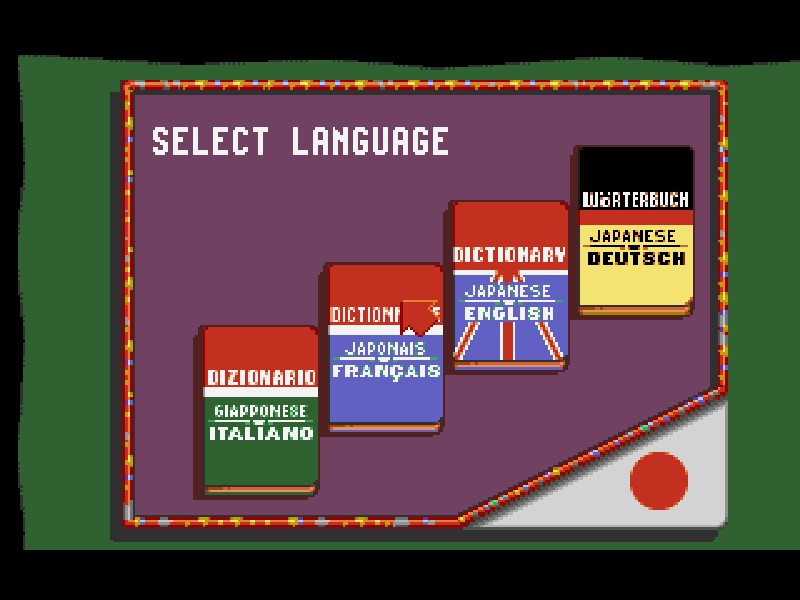 SELECT LANGUAGE
DIZIONARIO
GIAPPONESE
ITALIANO
JAPONAIS
FRANÇAIS
DICTIONARY
JAPANESE
ENGLISH
WÖRTERBUCH
JAPANESE
DEUTSCH